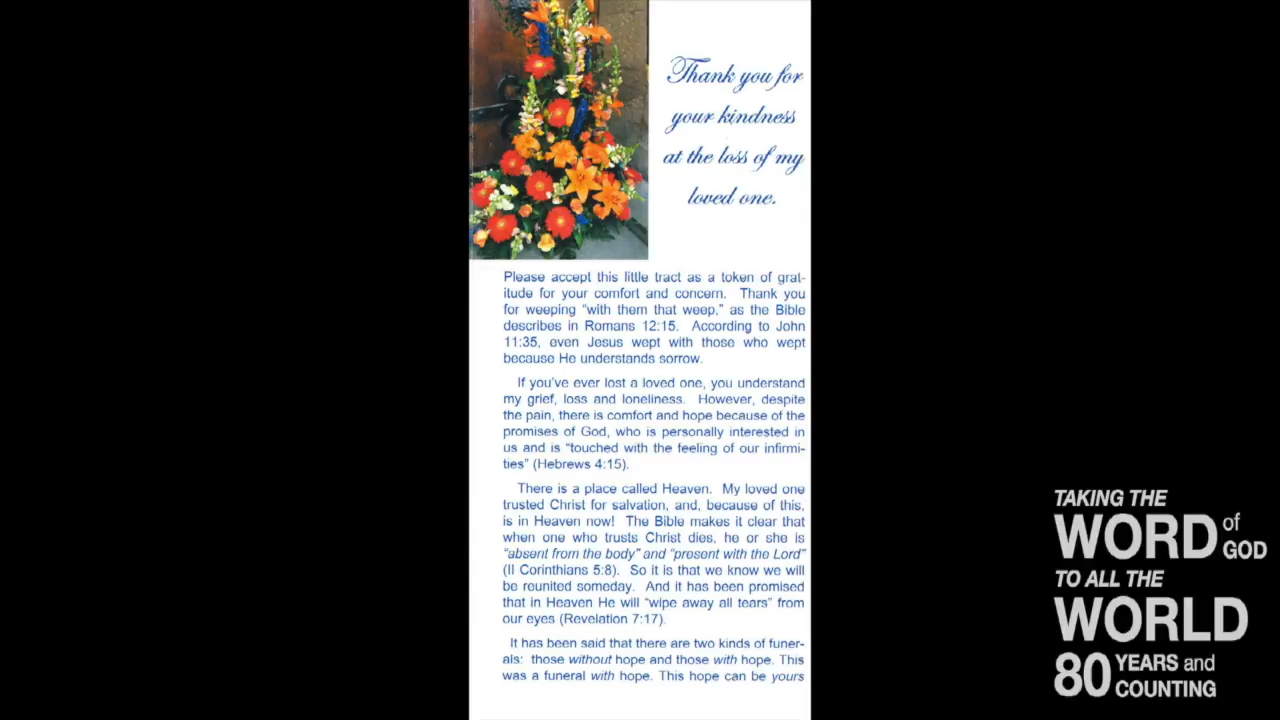 Thank you for
your kindness
at the loss of my
loved one.
Please accept this little tract as a token of grat-
itude for your comfort and concern. Thank you
for weeping “with them that weep,” as the Bible
describes in Romans 12:15. According to John
11:35, even Jesus wept with those who wept
because He understands sorrow.
If you’ve ever lost a loved one, you understand
my grief, loss and loneliness. However, despite
the pain, there is comfort and hope because of the
promises of God, who is personally interested in
us and is “touched with the feeling of our infirmi-
ties” (Hebrews 4:15).
There is a place called Heaven. My loved one
trusted Christ for salvation, and, because of this,
is in Heaven now! The Bible makes it clear that
when one who trusts Christ dies, he or she is
“absent from the body” and “present with the Lord”
(II Corinthians 5:8). So it is that we know we will
be reunited someday. And it has been promised
that in Heaven He will “wipe away all tears” from
our eyes (Revelation 7:17).
It has been said that there are two kinds of funer-
als: those without hope and those with hope. This
was a funeral with hope. This hope can be yours
TAKING THE
WORD of GOD
TO ALL THE
WORLD
80 YEARS and
COUNTING